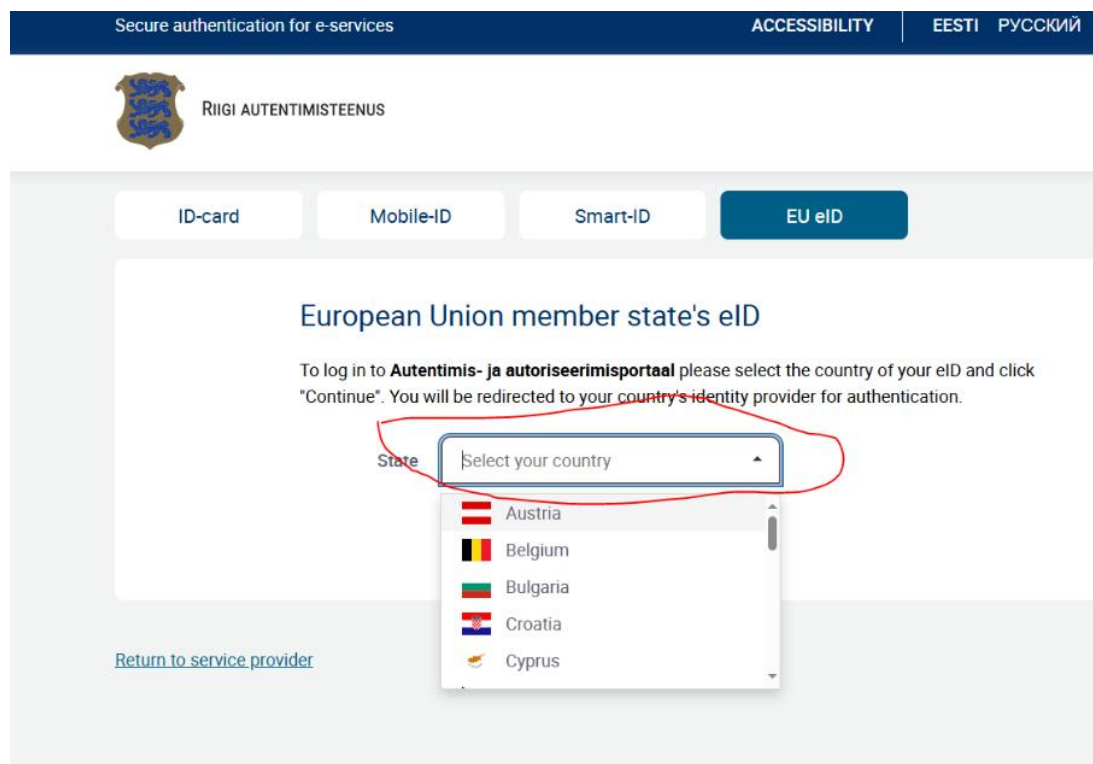 Secure authentication for e-services
ACCESSIBILITY
EESTI РУССКИЙ
RIIGI AUTENTIMISTEENUS
ID-card
Mobile-ID
Smart-ID
EU eID
European Union member state's eID
To log in to Autentimis- ja autoriseerimisportaal please select the country of your eID and click
"Continue". You will be redirected to your country's identity provider for authentication.
State
Select your country
Austria
Belgium
Bulgaria
Croatia
Cyprus
Return to service provider